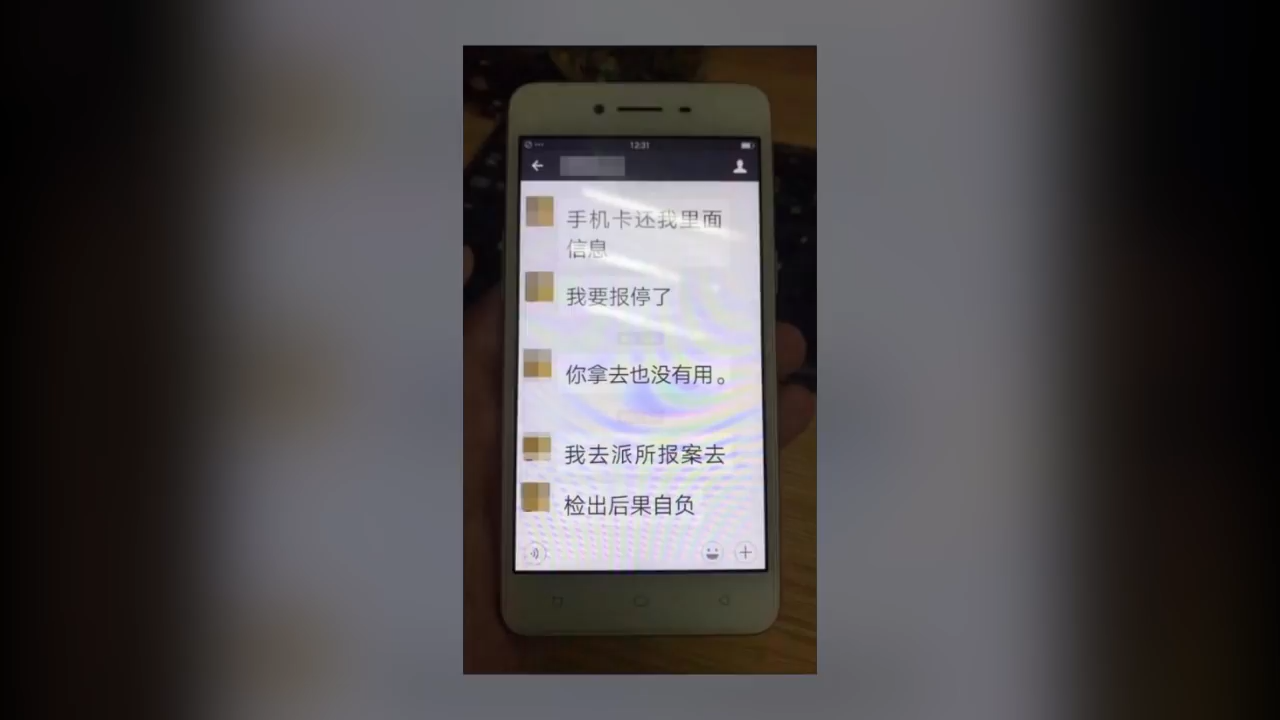 12:31
手机卡还我里面
信息
我要报停了
你拿去也没有用。
我去派所报案去
检出后果自负